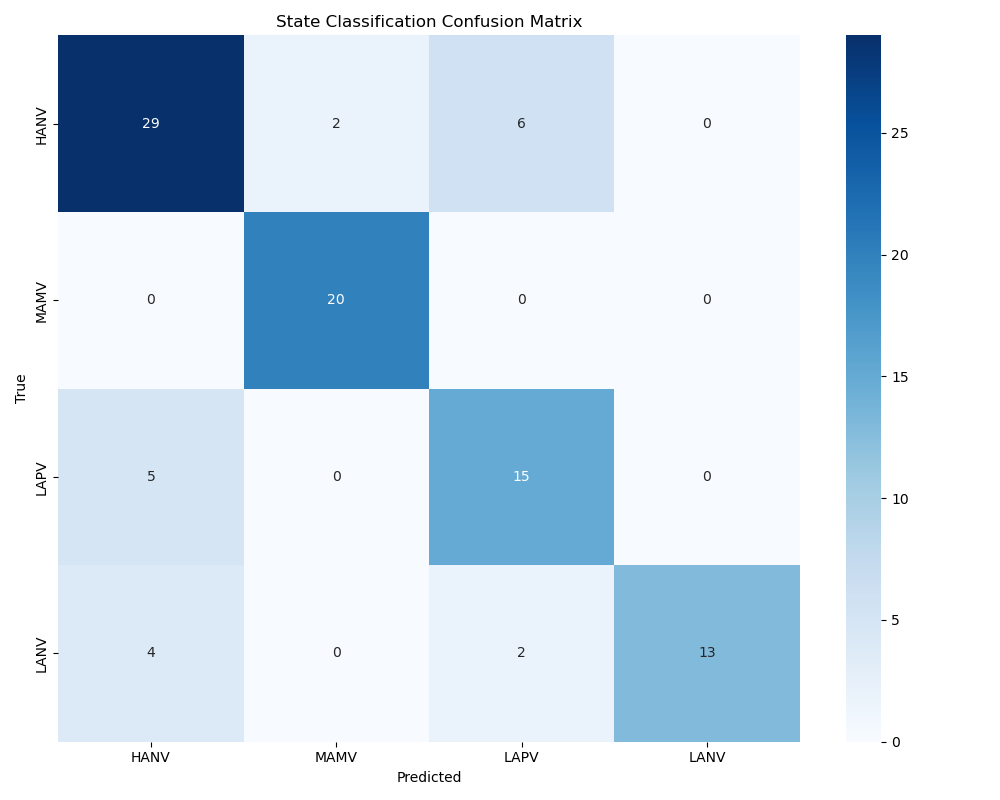 State Classification Confusion Matrix
HANV 29 2 6 0
MAMV 0 20 0 0
LAPV 5 0 15 0
LANV 4 0 2 13
True
HANV MAMV LAPV LANV
Predicted
25
20
15
10
5
0